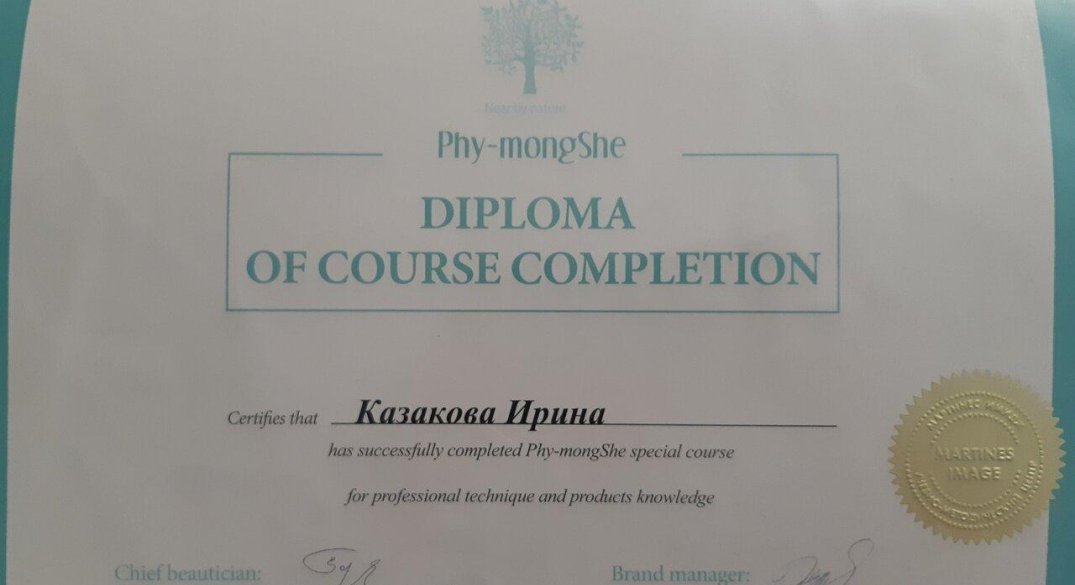 Near by nature
Phy-mongShe
DIPLOMA
OF COURSE COMPLETION
Certifies that Казакова Ирина
has successfully completed Phy-mongShe special course
for professional technique and products knowledge
MARTINES
IMAGE
Chief beautician:
Brand manager: